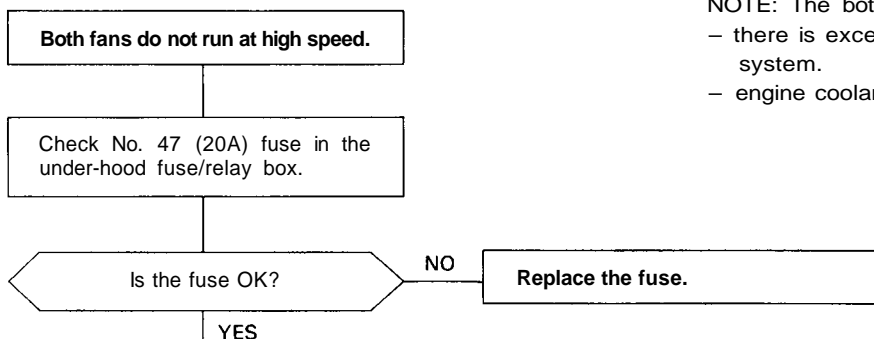 NOTE: The bot
– there is exce
system.
– engine coolar
Both fans do not run at high speed.
Check No. 47 (20A) fuse in the
under-hood fuse/relay box.
Is the fuse OK?
NO
Replace the fuse.
YES